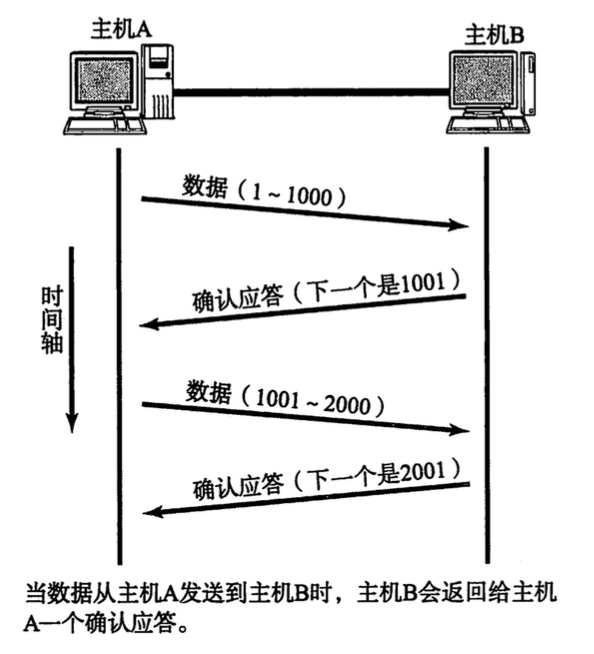 主机A
主机B
数据（1～1000）
确认应答（下一个是1001）
时间轴
数据（1001～2000）
确认应答（下一个是2001）
当数据从主机A发送到主机B时，主机B会返回给主机
A一个确认应答。